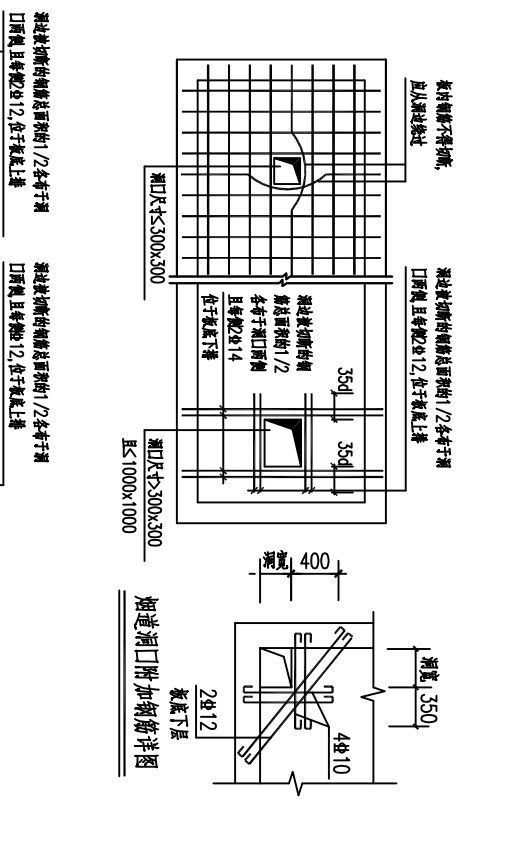 洞边被切断的钢筋总面积的1/2各布于洞
口两侧,且每侧2Φ12,位于板底上排
洞边被切断的钢筋总面积的1/2各布于洞
口两侧,且每侧Φ12,位于板底上排
板内钢筋不得切断,
应从洞边绕过
洞口尺寸≤300x300
洞边被切断的钢筋总面积的1/2各布于洞
口两侧,且每侧2Φ12,位于板底上排
洞边被切断的钢
筋总面积的1/2
各布于洞口两侧
且每侧2Φ14
位于板底下排
35d
35d
洞口尺寸>300x300
且<1000x1000
洞宽
400
洞宽
350
4Φ10
2Φ12
板底下层
烟道洞口附加钢筋详图